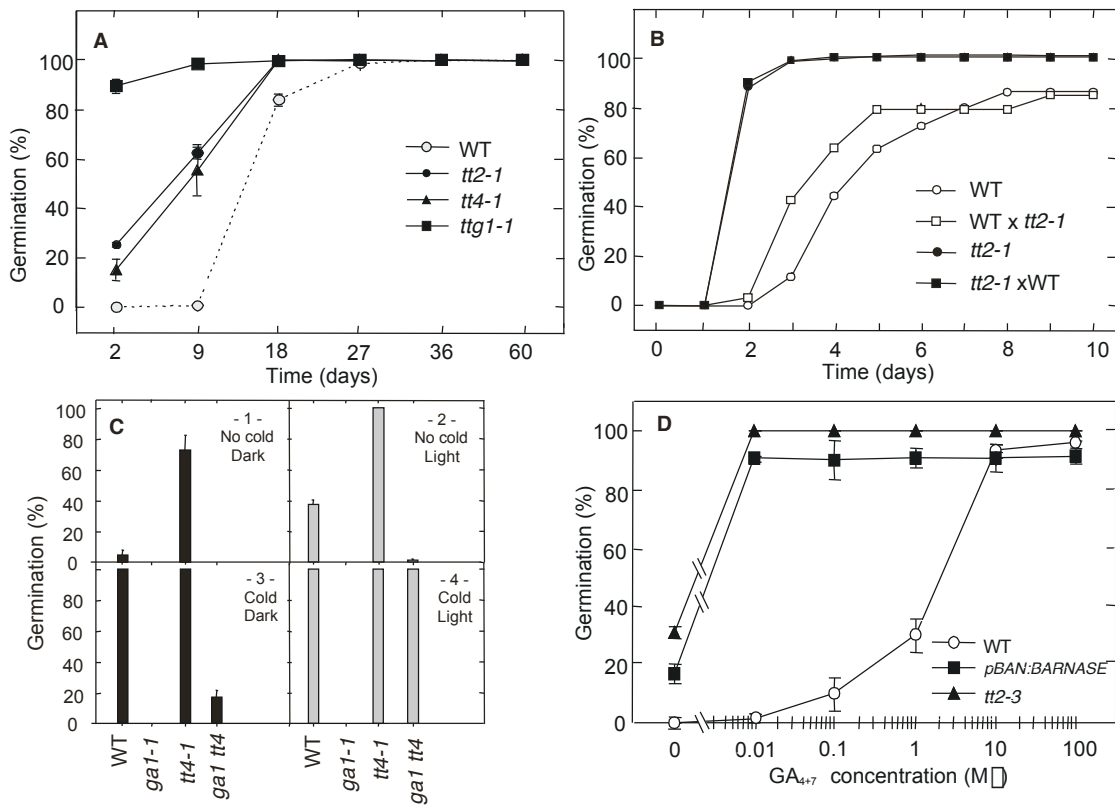 A
100
80
60
40
20
0
Germination (%)
WT
tt2-1
tt4-1
ttg1-1
2 9 18 27 36 60
Time (days)
B
100
80
60
40
20
0
Germination (%)
WT
WT x tt2-1
tt2-1
tt2-1 xWT
0 2 4 6 8 10
Time (days)
C
Germination (%)
100
80
60
40
20
0
- 1 -
No cold
Dark
- 2 -
No cold
Light
100
80
60
40
20
0
- 3 -
Cold
Dark
- 4 -
Cold
Light
WT ga1-1 tt4-1 ga1 tt4
WT ga1-1 tt4-1 ga1 tt4
D
100
80
60
40
20
0
Germination (%)
WT
pBAN:BARNASE
tt2-3
0 0.01 0.1 1 10 100
GA4+7 concentration (M▯)